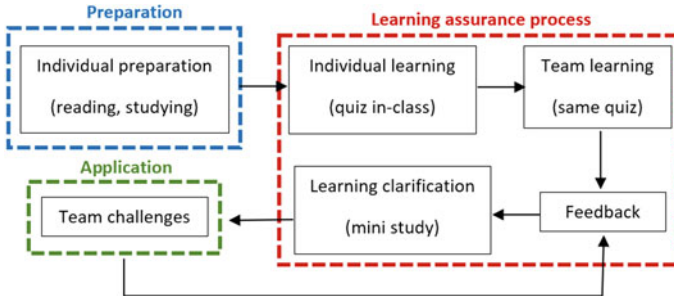 Preparation
Individual preparation
(reading, studying)
Learning assurance process
Individual learning
(quiz in-class)
Team learning
(same quiz)
Application
Team challenges
Learning clarification
(mini study)
Feedback